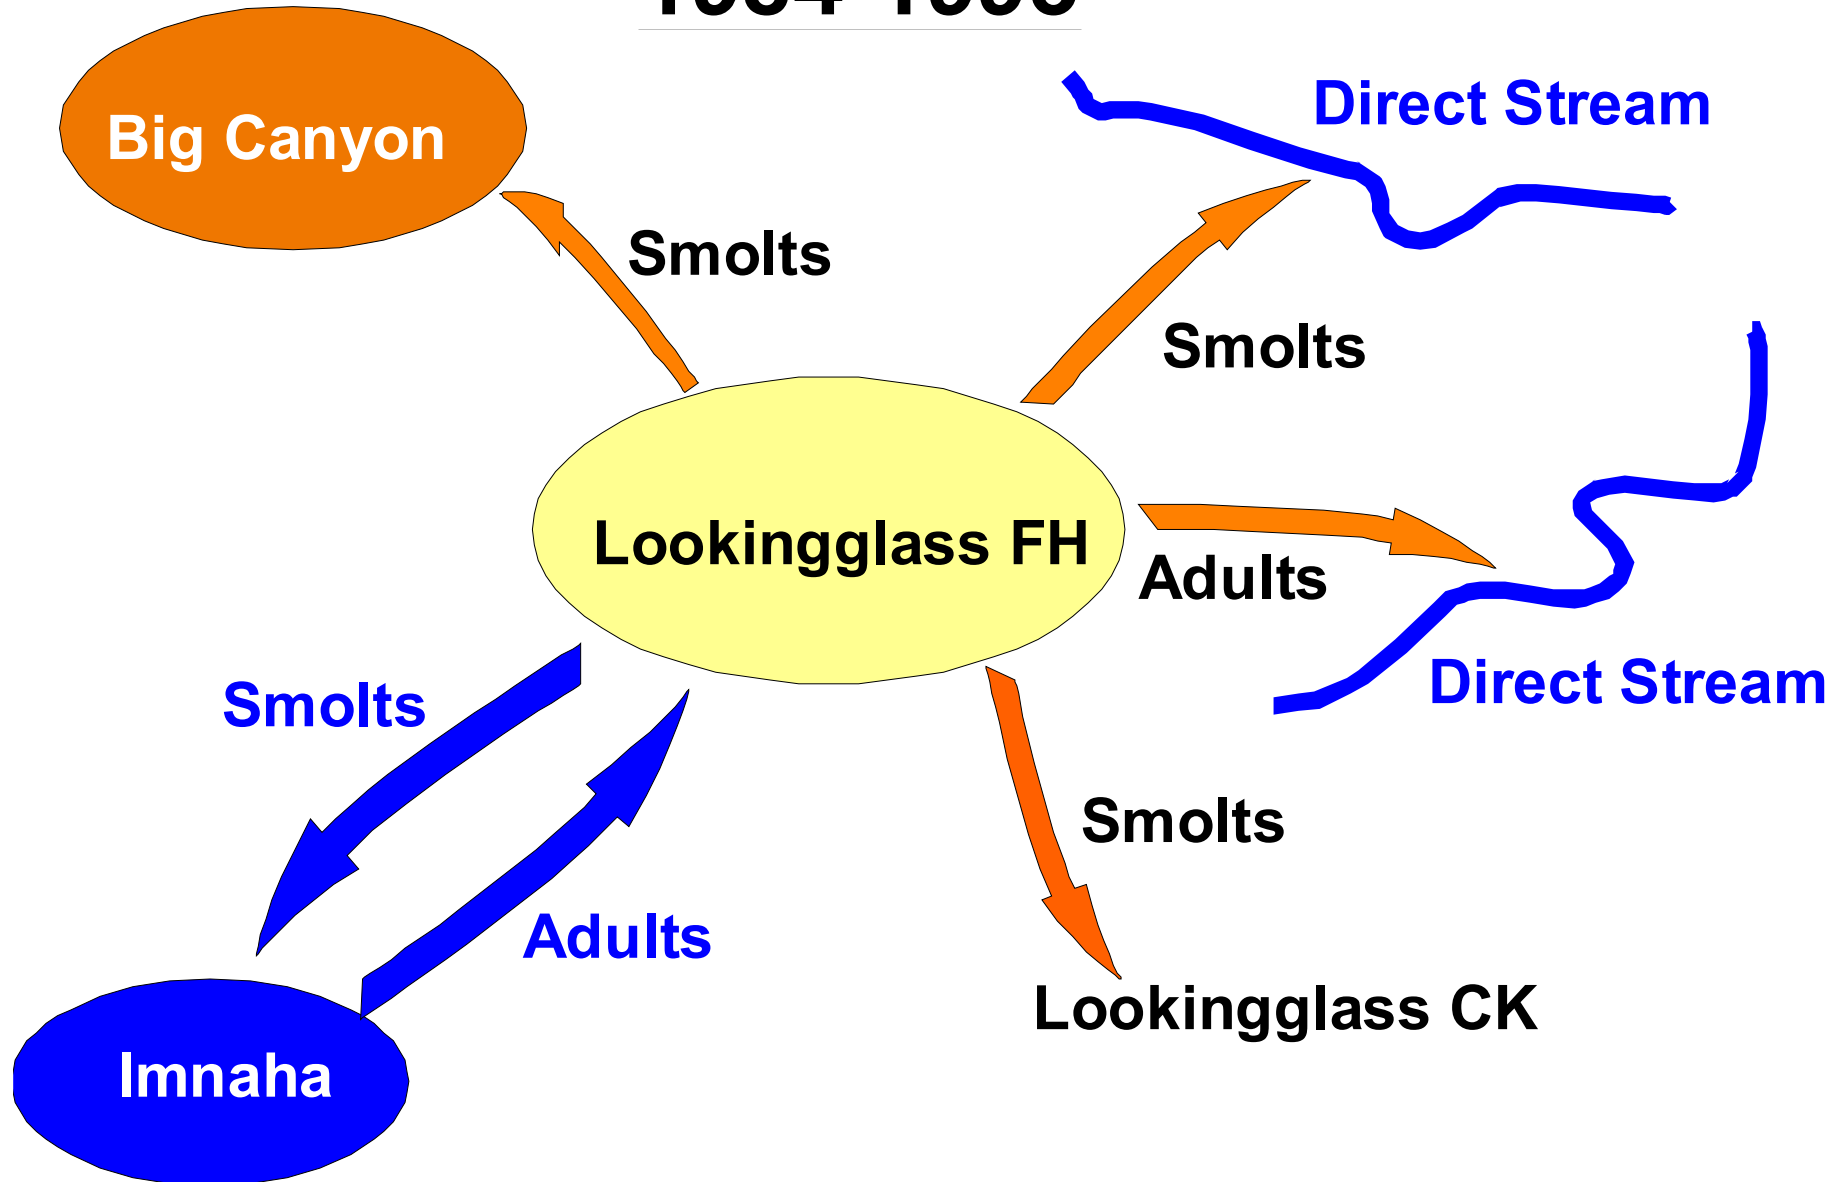 Big Canyon
Direct Stream
Smolts
Smolts
Lookingglass FH
Adults
Smolts
Direct Stream
Smolts
Adults
Lookingglass CK
Imnaha